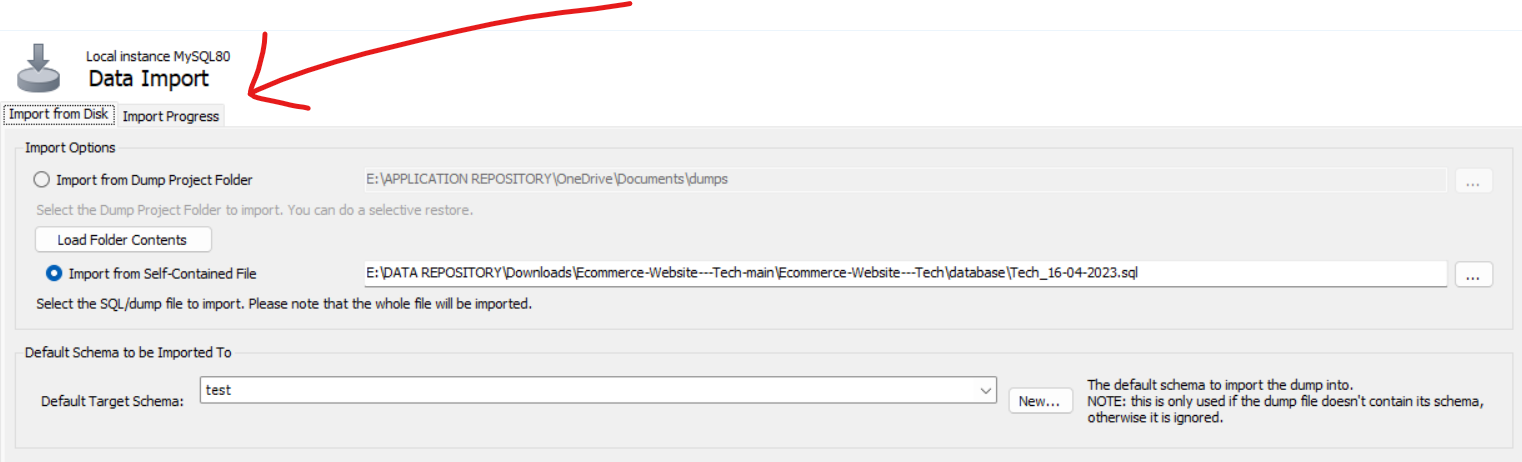 Local instance MySQL80
Data Import
Import from Disk
Import Progress
Import Options
Import from Dump Project Folder
E:\APPLICATION REPOSITORY\OneDrive\Documents\dumps
...
Select the Dump Project Folder to import. You can do a selective restore.
Load Folder Contents
Import from Self-Contained File
E:\DATA REPOSITORY\Downloads\Ecommerce-Website---Tech-main\Ecommerce-Website---Tech\database\Tech_16-04-2023.sql
...
Select the SQL/dump file to import. Please note that the whole file will be imported.
Default Schema to be Imported To
Default Target Schema:
test
New...
The default schema to import the dump into.
NOTE: this is only used if the dump file doesn't contain its schema,
otherwise it is ignored.